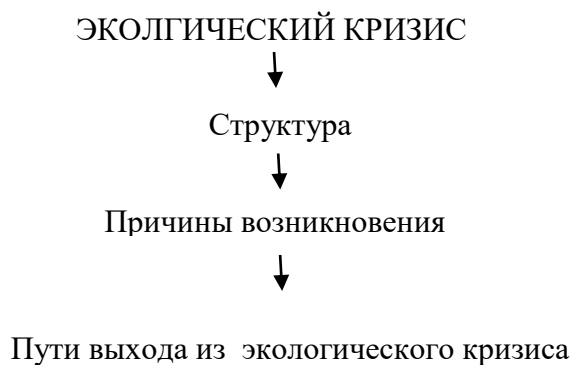 ЭКОЛГИЧЕСКИЙ КРИЗИС
Структура
Причины возникновения
Пути выхода из экологического кризиса